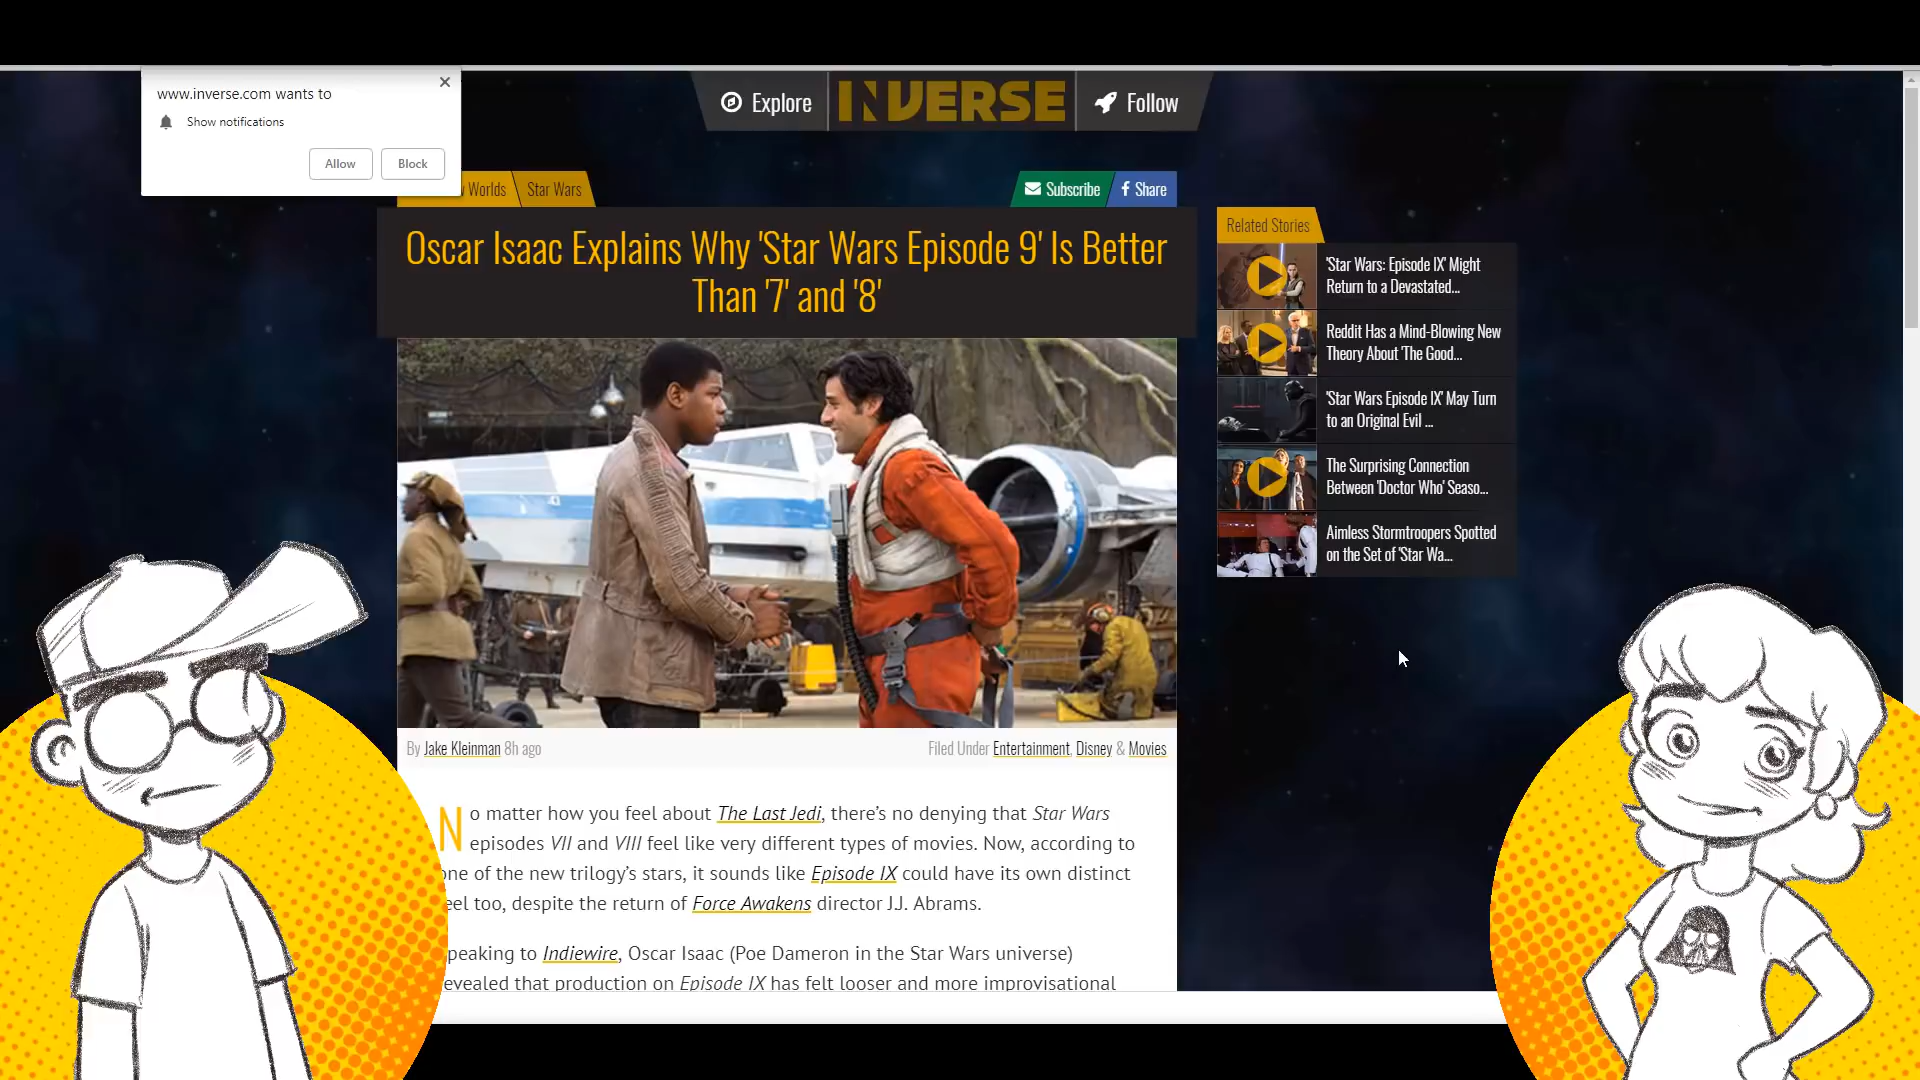 www.inverse.com wants to
Show notifications
Allow
Block
Explore
INVERSE
Follow
Worlds
Star Wars
Subscribe
Share
Oscar Isaac Explains Why 'Star Wars Episode 9' Is Better
Than '7' and '8'
Related Stories
'Star Wars: Episode IX' Might
Return to a Devastated...
Reddit Has a Mind-Blowing New
Theory About 'The Good...
'Star Wars Episode IX' May Turn
to an Original Evil ...
The Surprising Connection
Between 'Doctor Who' Seaso...
Aimless Stormtroopers Spotted
on the Set of 'Star Wa...
By Jake Kleinman 8h ago
Filed Under Entertainment, Disney & Movies
No matter how you feel about The Last Jedi, there's no denying that Star Wars
episodes VII and VIII feel like very different types of movies. Now, according to
one of the new trilogy's stars, it sounds like Episode IX could have its own distinct
eel too, despite the return of Force Awakens director J.J. Abrams.
peaking to Indiewire, Oscar Isaac (Poe Dameron in the Star Wars universe)
evealed that production on Episode IX has felt looser and more improvisational